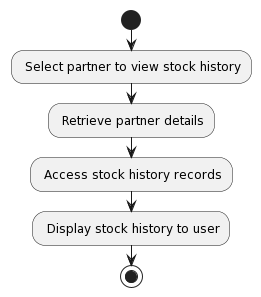 Select partner to view stock history
Retrieve partner details
Access stock history records
Display stock history to user